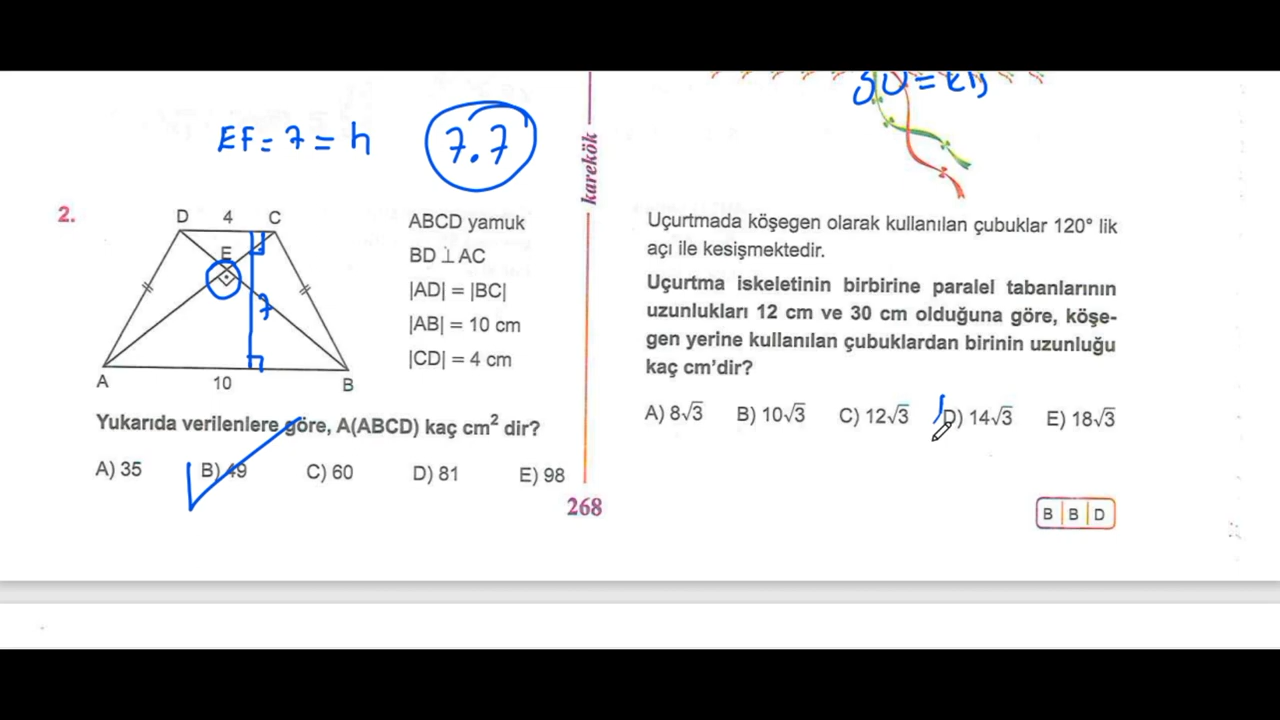 EF = 7 = h
7.7
2.
D 4 C
E
7
A 10 B
ABCD yamuk
BD ⊥ AC
|AD| = |BC|
|AB| = 10 cm
|CD| = 4 cm
Yukarıda verilenlere göre, A(ABCD) kaç cm² dir?
A) 35 B) 49 C) 60 D) 81 E) 98
karekök
268
Uçurtmada köşegen olarak kullanılan çubuklar 120° lik
açı ile kesişmektedir.
Uçurtma iskeletinin birbirine paralel tabanlarının
uzunlukları 12 cm ve 30 cm olduğuna göre, köşe-
gen yerine kullanılan çubuklardan birinin uzunluğu
kaç cm'dir?
A) 8√3 B) 10√3 C) 12√3 D) 14√3 E) 18√3
B B D